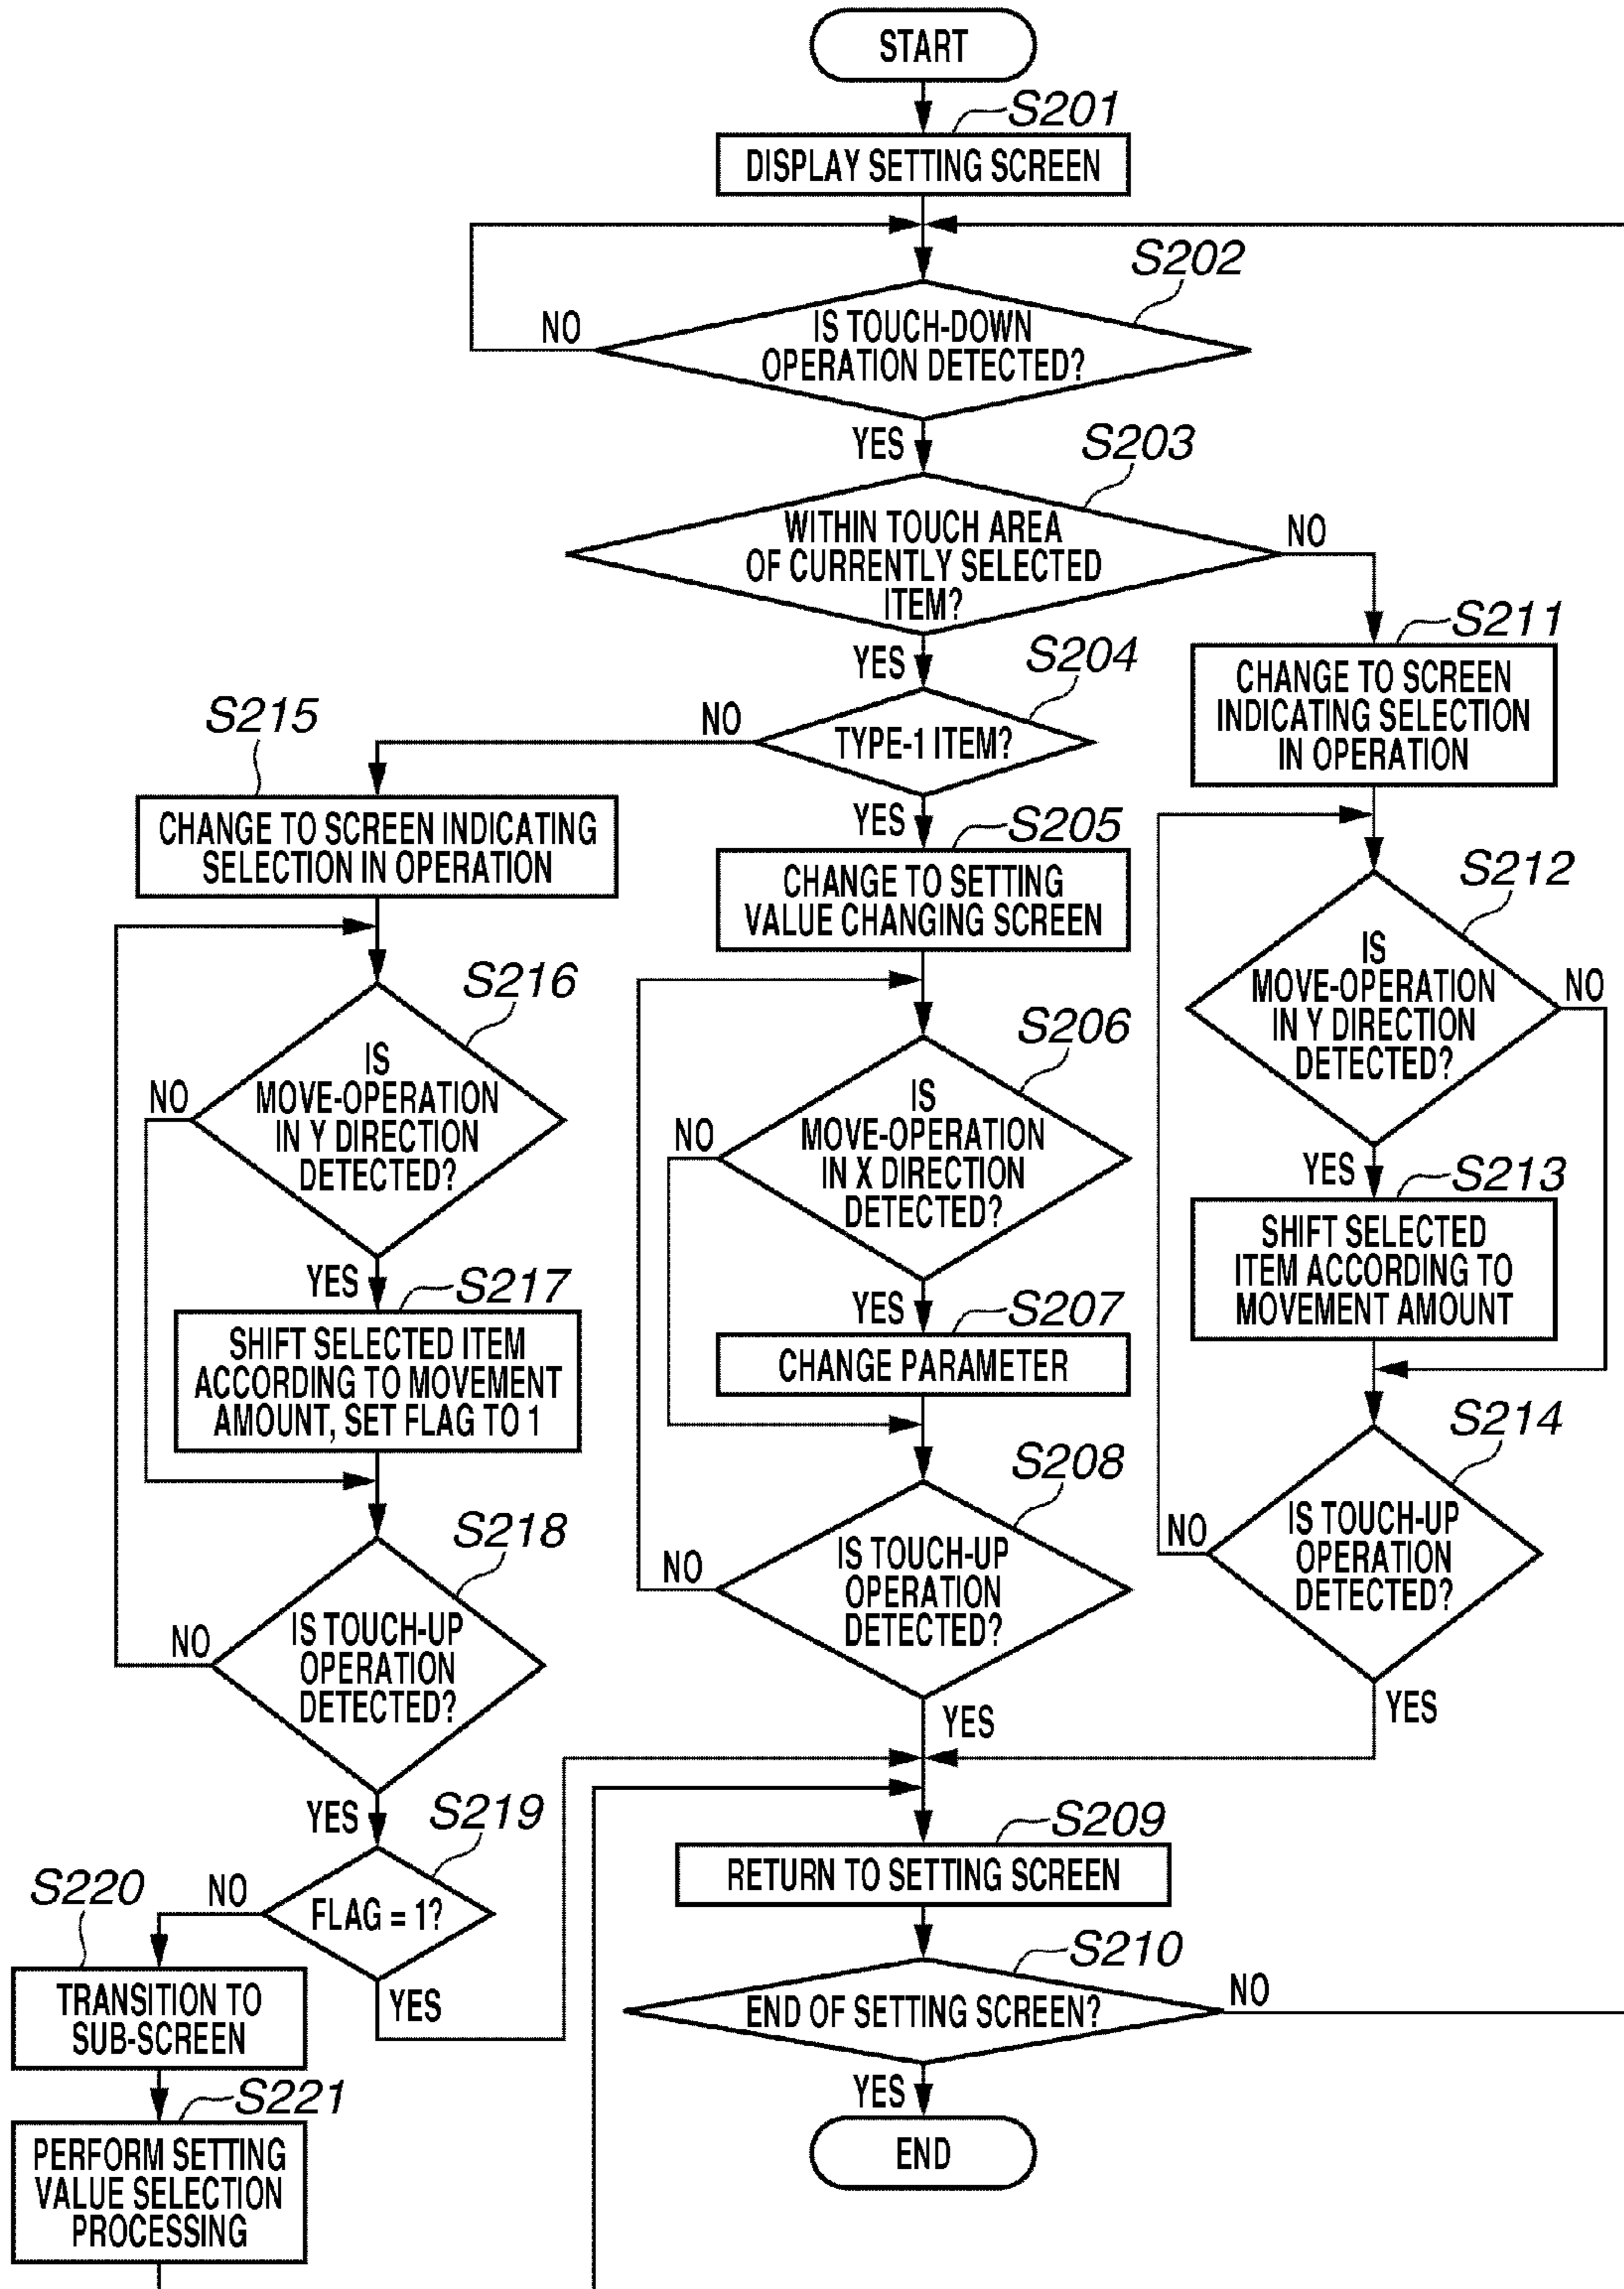 START
S201
DISPLAY SETTING SCREEN
S202
IS TOUCH-DOWN
OPERATION DETECTED?
NO
YES
S203
WITHIN TOUCH AREA
OF CURRENTLY SELECTED
ITEM?
NO
YES
S204
TYPE-1 ITEM?
NO
YES
S215
CHANGE TO SCREEN INDICATING
SELECTION IN OPERATION
S216
IS
MOVE-OPERATION
IN Y DIRECTION
DETECTED?
NO
YES
S217
SHIFT SELECTED ITEM
ACCORDING TO MOVEMENT
AMOUNT, SET FLAG TO 1
S218
IS TOUCH-UP
OPERATION
DETECTED?
NO
YES
S219
FLAG = 1?
NO
YES
S220
TRANSITION TO
SUB-SCREEN
S221
PERFORM SETTING
VALUE SELECTION
PROCESSING
S205
CHANGE TO SETTING
VALUE CHANGING SCREEN
S206
IS
MOVE-OPERATION
IN X DIRECTION
DETECTED?
NO
YES
S207
CHANGE PARAMETER
S208
IS TOUCH-UP
OPERATION
DETECTED?
NO
YES
S209
RETURN TO SETTING SCREEN
S210
END OF SETTING SCREEN?
NO
YES
END
S211
CHANGE TO SCREEN
INDICATING SELECTION
IN OPERATION
S212
IS
MOVE-OPERATION
IN Y DIRECTION
DETECTED?
NO
YES
S213
SHIFT SELECTED
ITEM ACCORDING TO
MOVEMENT AMOUNT
S214
IS TOUCH-UP
OPERATION
DETECTED?
NO
YES